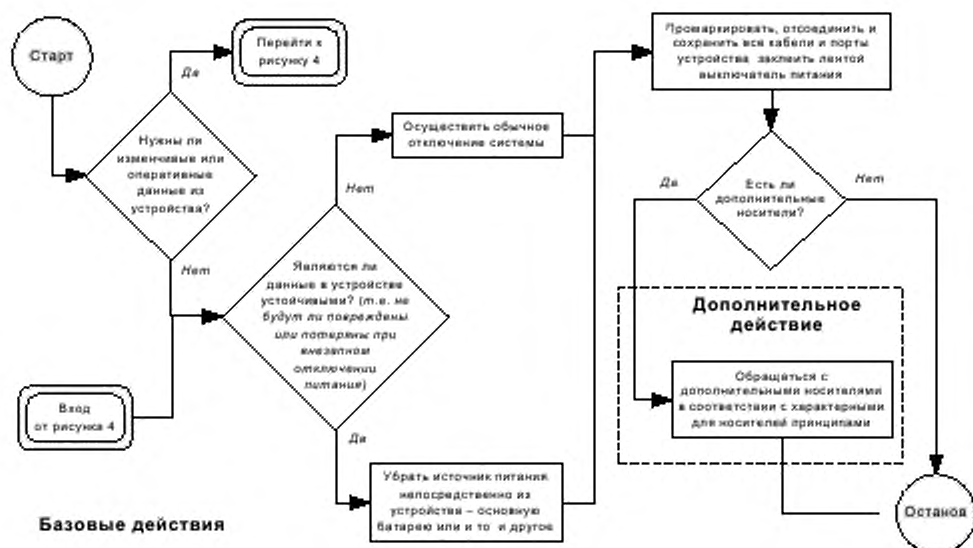 Старт
Да
Перейти к
рисунку 4
Нужны ли
изменчивые или
оперативные
данные из
устройства?
Нет
Вход
от рисунка 4
Базовые действия
Являются ли
данные в устройстве
устойчивыми? (т.е. не
будут ли повреждены
или потеряны при
внезапном
отключении
питания)
Нет
Осуществить обычное
отключение системы
Да
Убрать источник питания
непосредственно из
устройства – основную
батарею или и то и другое
Промаркировать, отсоединить и
сохранить все кабели и порты
устройства заклеить лентой
выключатель питания
Есть ли
дополнительные
носители?
Да
Нет
Дополнительное
действие
Обращаться с
дополнительными носителями
в соответствии с характерными
для носителей принципами
Останов